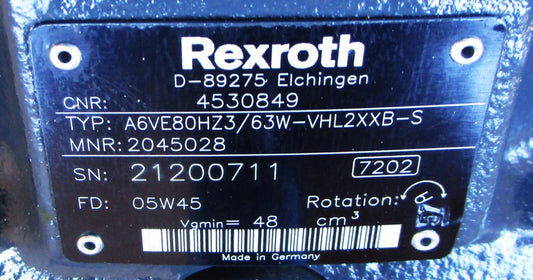 Rexroth
D-89275 Elchingen
CNR: 4530849
TYP: A6VE80HZ3/63W-VHL2XXB-S
MNR: 2045028
SN: 21200711 7202
FD: 05W45 Rotation:
Vgmin= 48 cm³
Made in Germany